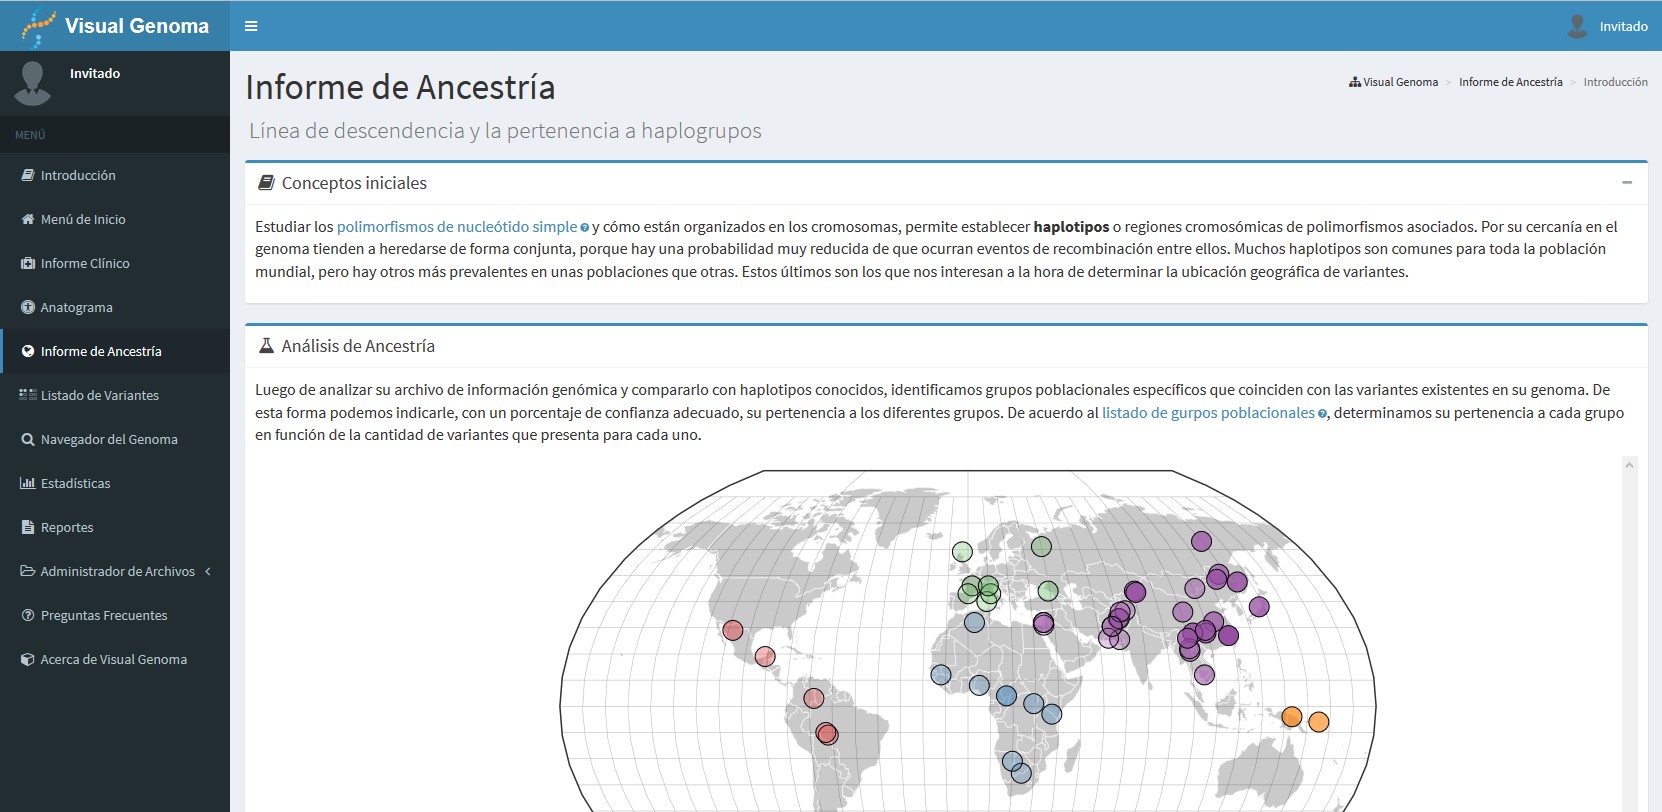 Visual Genoma
Invitado
Invitado
MENÚ
Introducción
Menú de Inicio
Informe Clínico
Anatograma
Informe de Ancestría
Listado de Variantes
Navegador del Genoma
Estadísticas
Reportes
Administrador de Archivos
Preguntas Frecuentes
Acerca de Visual Genoma
Informe de Ancestría
Visual Genoma > Informe de Ancestría > Introducción
Línea de descendencia y la pertenencia a haplogrupos
Conceptos iniciales
Estudiar los polimorfismos de nucleótido simple y cómo están organizados en los cromosomas, permite establecer haplotipos o regiones cromosómicas de polimorfismos asociados. Por su cercanía en el
genoma tienden a heredarse de forma conjunta, porque hay una probabilidad muy reducida de que ocurran eventos de recombinación entre ellos. Muchos haplotipos son comunes para toda la población
mundial, pero hay otros más prevalentes en unas poblaciones que otras. Estos últimos son los que nos interesan a la hora de determinar la ubicación geográfica de variantes.
Análisis de Ancestría
Luego de analizar su archivo de información genómica y compararlo con haplotipos conocidos, identificamos grupos poblacionales específicos que coinciden con las variantes existentes en su genoma. De
esta forma podemos indicarle, con un porcentaje de confianza adecuado, su pertenencia a los diferentes grupos. De acuerdo al listado de gurpos poblacionales, determinamos su pertenencia a cada grupo
en función de la cantidad de variantes que presenta para cada uno.